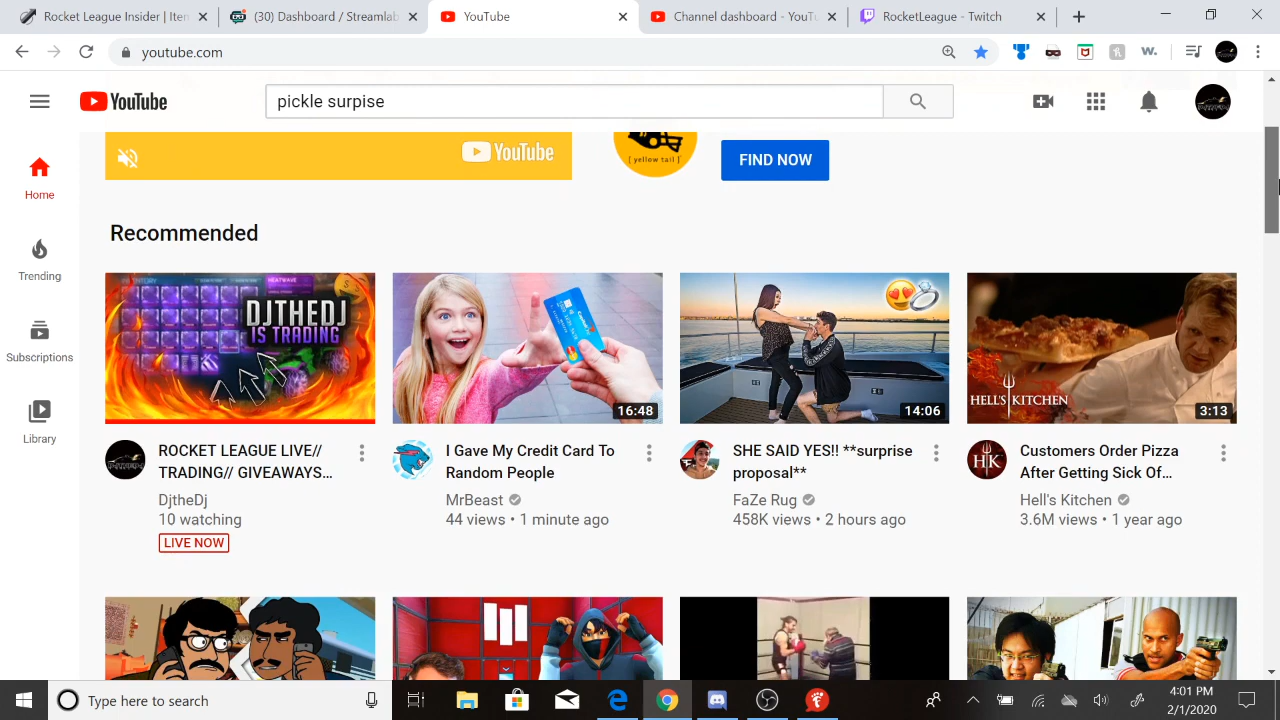 Rocket League Insider |
(30) Dashboard / Streamlab
YouTube
Channel dashboard - YouTu
RocketLeague - Twitch
youtube.com
W.
YouTube
pickle surpise
Home
Trending
Subscriptions
Library
YouTube
[ yellow tail ]
FIND NOW
Recommended
INVENTORY
HEATWAVE
DJTHEDJ
IS TRADING
16:48
14:06
HELL'S KITCHEN
3:13
ROCKET LEAGUE LIVE//
TRADING// GIVEAWAYS...
DjtheDj
10 watching
LIVE NOW
I Gave My Credit Card To
Random People
MrBeast
44 views • 1 minute ago
SHE SAID YES!! **surprise
proposal**
FaZe Rug
458K views • 2 hours ago
HK
Customers Order Pizza
After Getting Sick Of...
Hell's Kitchen
3.6M views • 1 year ago
Type here to search
4:01 PM
2/1/2020